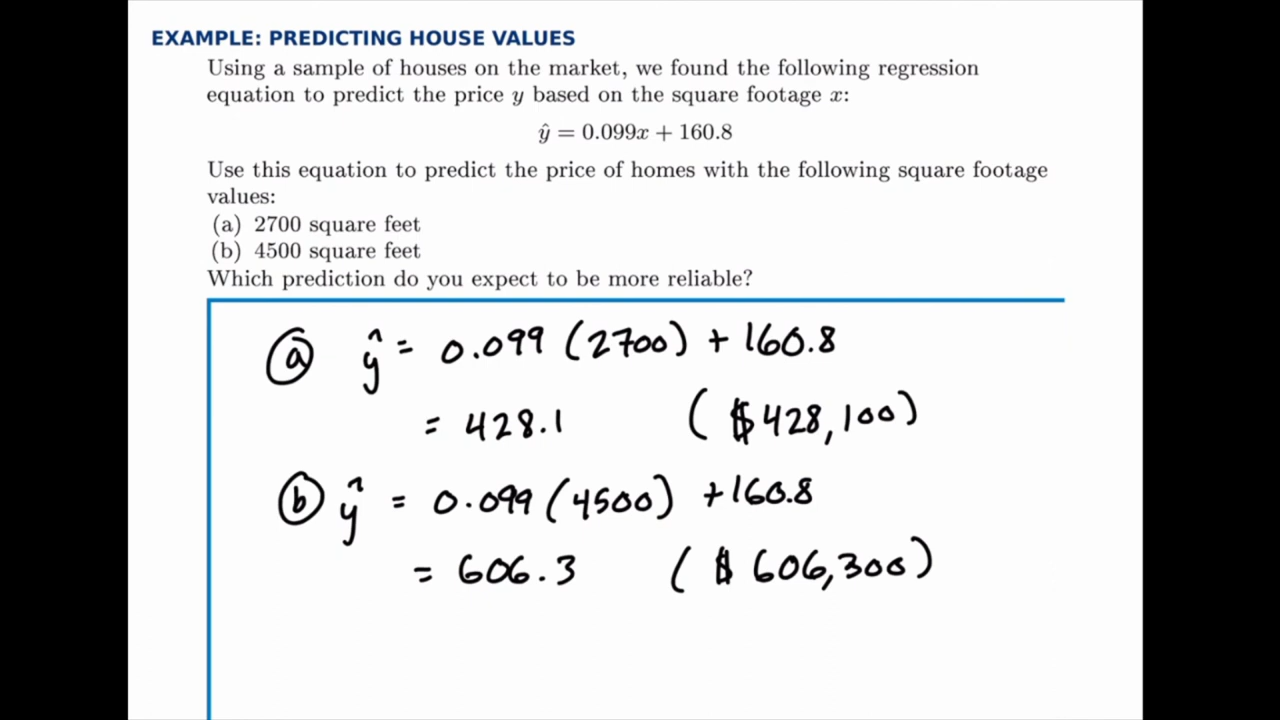 EXAMPLE: PREDICTING HOUSE VALUES
Using a sample of houses on the market, we found the following regression
equation to predict the price y based on the square footage x:
ŷ = 0.099x + 160.8
Use this equation to predict the price of homes with the following square footage
values:
(a) 2700 square feet
(b) 4500 square feet
Which prediction do you expect to be more reliable?
ⓐ ŷ = 0.099 (2700) + 160.8
= 428.1 ($428,100)
ⓑ ŷ = 0.099 (4500) + 160.8
= 606.3 ($ 606,300)